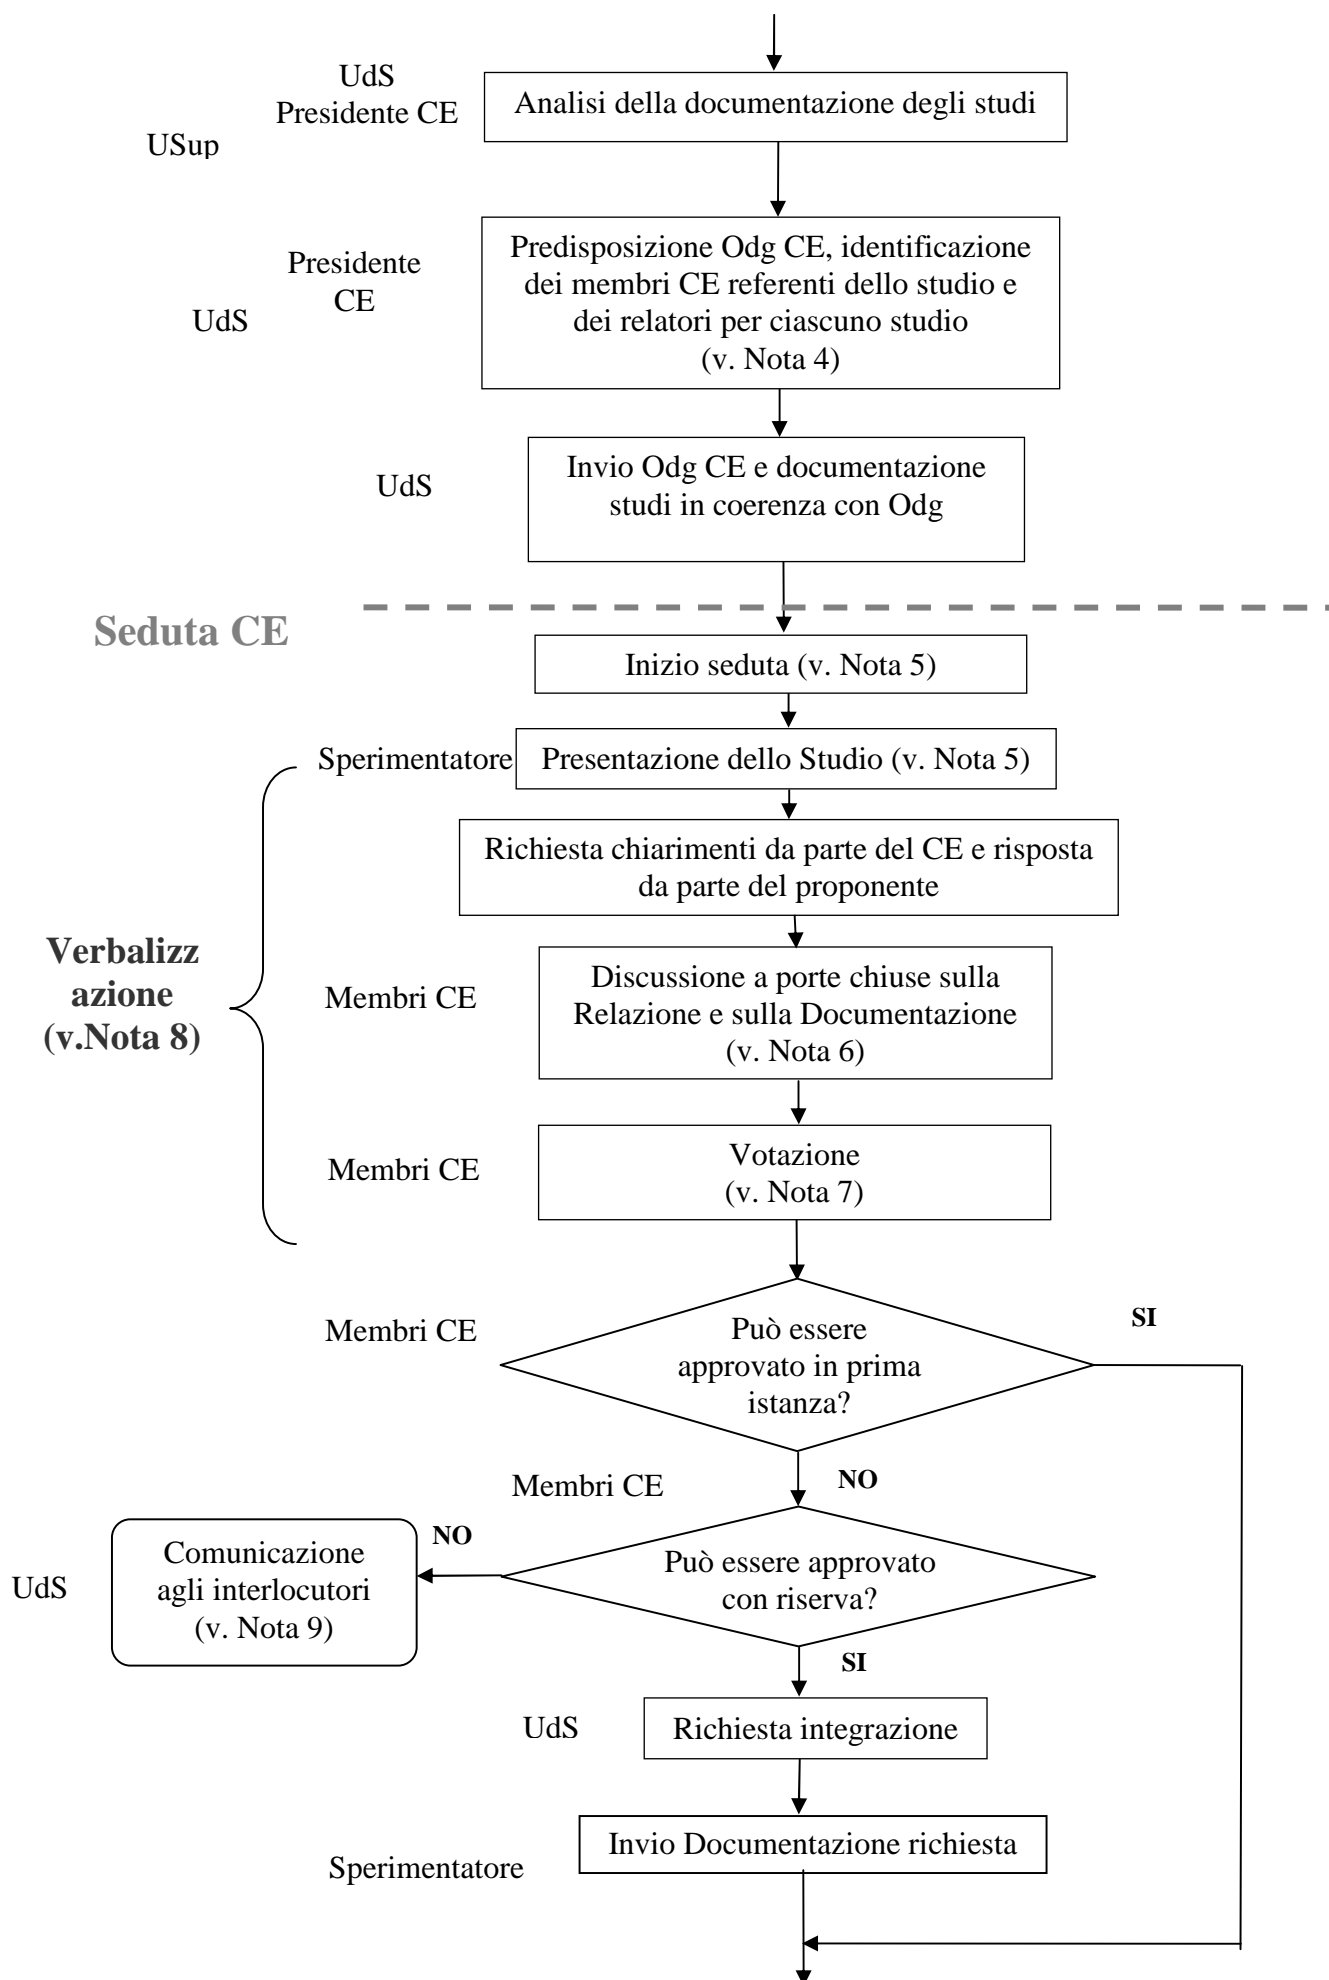 UdS
Presidente CE
USup
Analisi della documentazione degli studi
Presidente
CE
UdS
Predisposizione Odg CE, identificazione
dei membri CE referenti dello studio e
dei relatori per ciascuno studio
(v. Nota 4)
UdS
Invio Odg CE e documentazione
studi in coerenza con Odg
Seduta CE
Inizio seduta (v. Nota 5)
Sperimentatore
Presentazione dello Studio (v. Nota 5)
Richiesta chiarimenti da parte del CE e risposta
da parte del proponente
Verbalizz
azione
(v.Nota 8)
Membri CE
Discussione a porte chiuse sulla
Relazione e sulla Documentazione
(v. Nota 6)
Membri CE
Votazione
(v. Nota 7)
Membri CE
Può essere
approvato in prima
istanza?
SI
NO
Membri CE
Può essere approvato
con riserva?
NO
UdS
Comunicazione
agli interlocutori
(v. Nota 9)
SI
UdS
Richiesta integrazione
Sperimentatore
Invio Documentazione richiesta